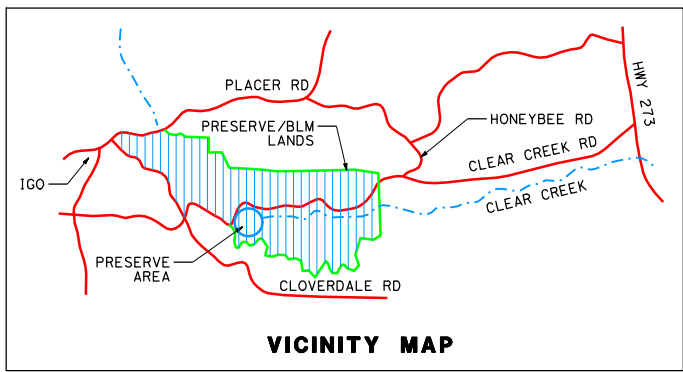 PLACER RD
HWY 273
HONEYBEE RD
PRESERVE/BLM
LANDS
CLEAR CREEK RD
IGO
CLEAR CREEK
PRESERVE
AREA
CLOVERDALE RD
VICINITY MAP